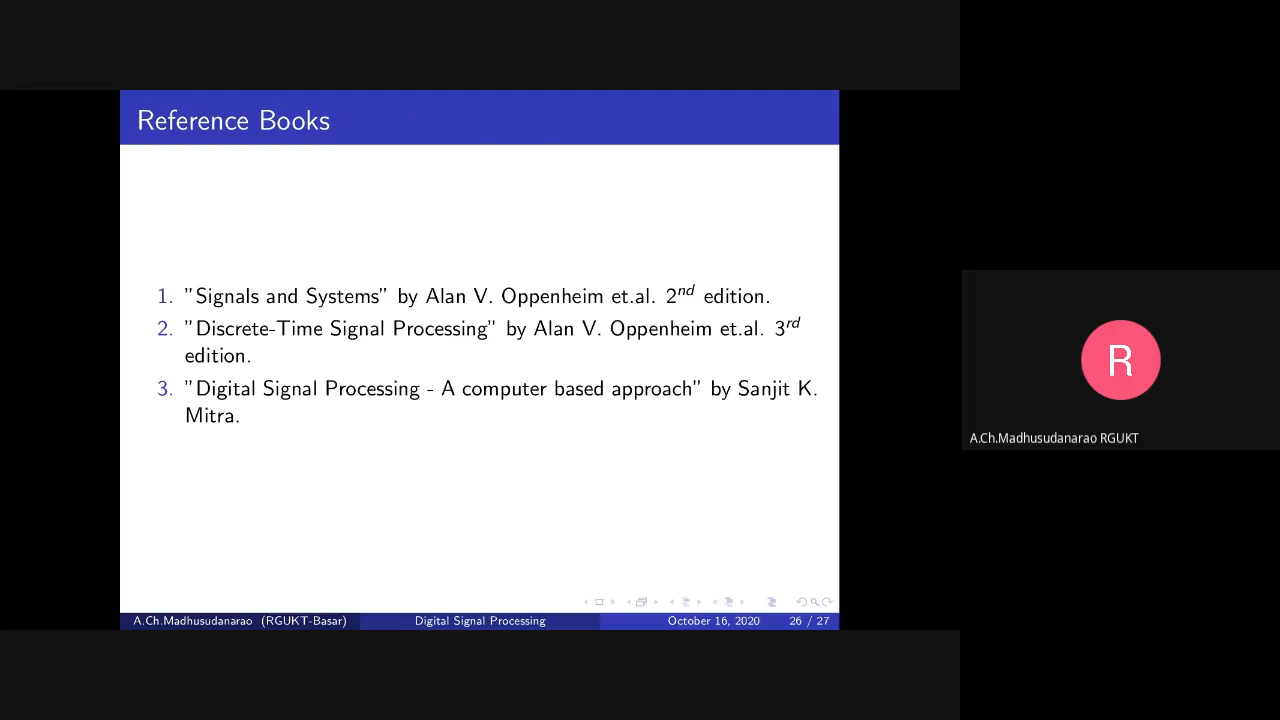 Reference Books
1. ”Signals and Systems” by Alan V. Oppenheim et.al. 2nd edition.
2. ”Discrete-Time Signal Processing” by Alan V. Oppenheim et.al. 3rd
edition.
3. ”Digital Signal Processing - A computer based approach” by Sanjit K.
Mitra.
R
A.Ch.Madhusudanarao RGUKT
A.Ch.Madhusudanarao (RGUKT-Basar) Digital Signal Processing October 16, 2020 26 / 27